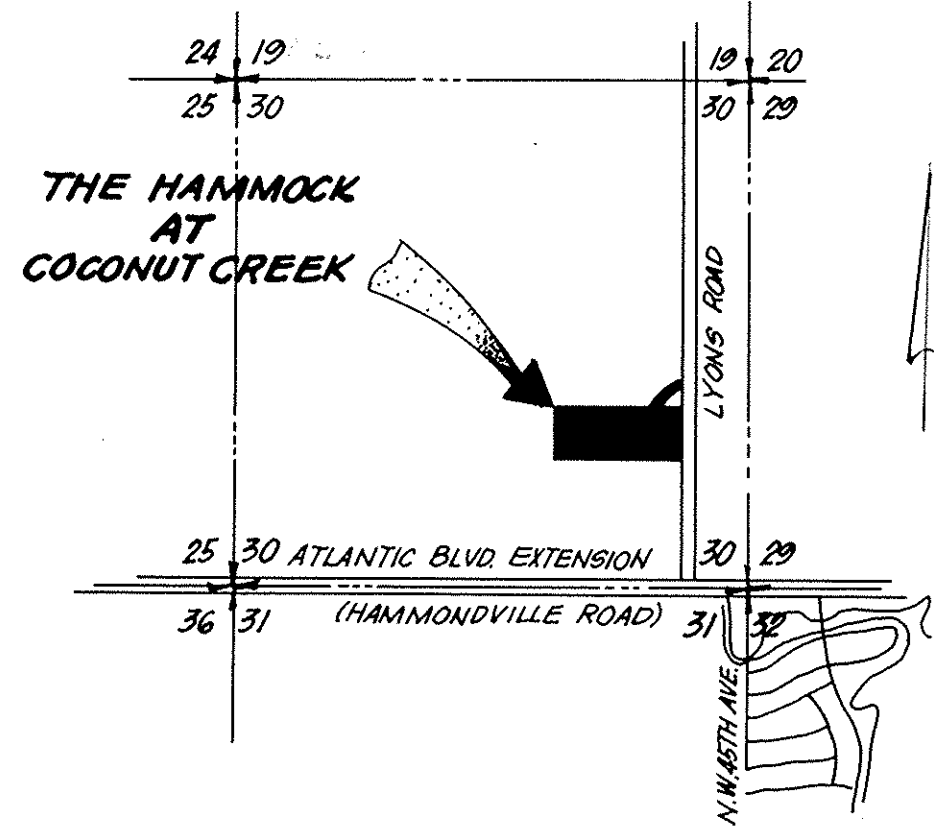 24 19
19 20
25 30
30 29
THE HAMMOCK
AT
COCONUT CREEK
LYONS ROAD
25 30 ATLANTIC BLVD. EXTENSION 30 29
36 31 (HAMMONDVILLE ROAD) 31 32
N.W. 45TH AVE.